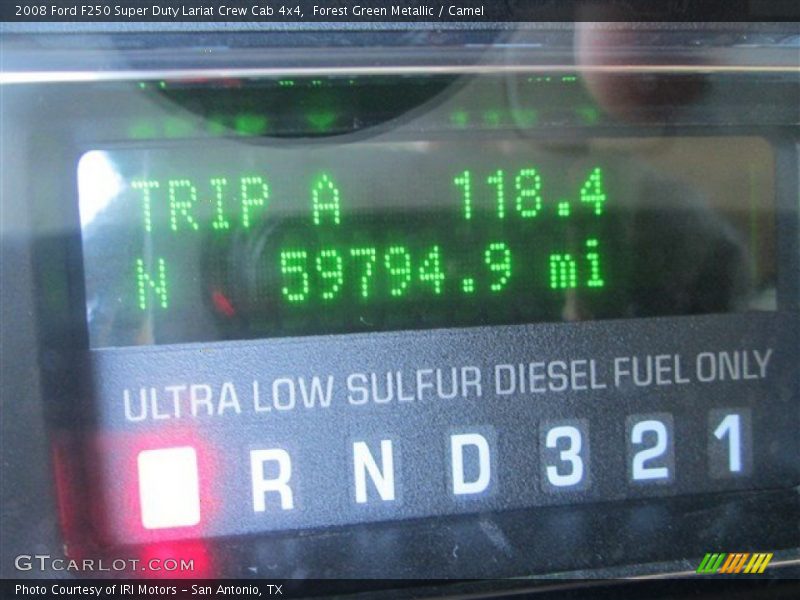 2008 Ford F250 Super Duty Lariat Crew Cab 4x4, Forest Green Metallic / Camel
TRIP A 118.4
N 59794.9 mi
ULTRA LOW SULFUR DIESEL FUEL ONLY
R N D 3 2 1
GTCARLOT.COM
Photo Courtesy of IRI Motors - San Antonio, TX